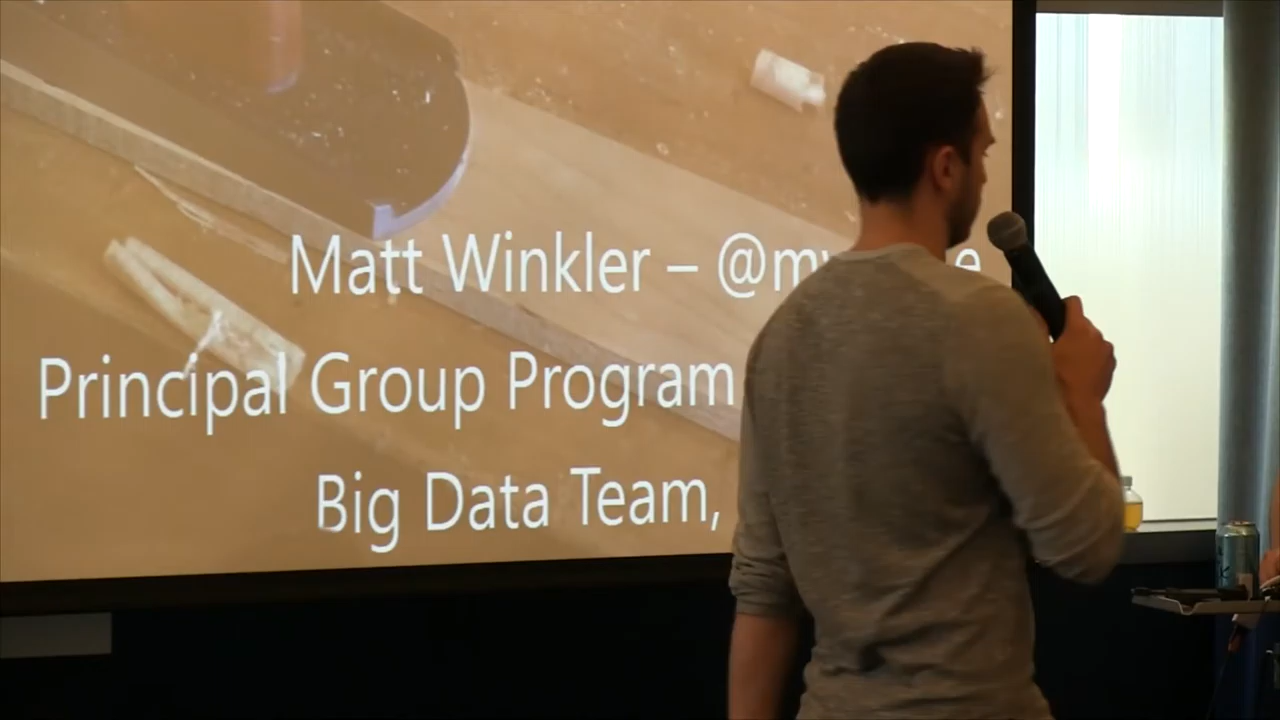 Matt Winkler – @m
Principal Group Program
Big Data Team,